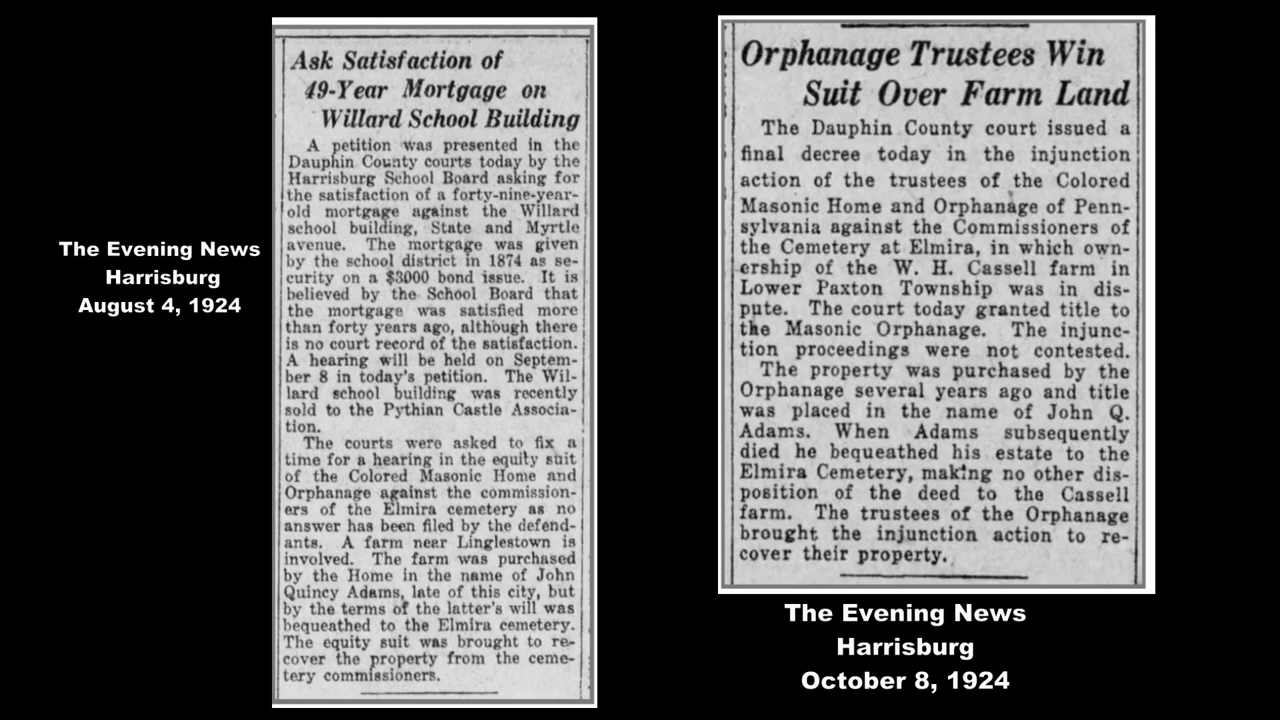 The Evening News
Harrisburg
August 4, 1924
Ask Satisfaction of
49-Year Mortgage on
Willard School Building
A petition was presented in the
Dauphin County courts today by the
Harrisburg School Board asking for
the satisfaction of a forty-nine-year-
old mortgage against the Willard
school building, State and Myrtle
avenue. The mortgage was given
by the school district in 1874 as se-
curity on a $3000 bond issue. It is
believed by the School Board that
the mortgage was satisfied more
than forty years ago, although there
is no court record of the satisfaction.
A hearing will be held on Septem-
ber 8 in today's petition. The Wil-
lard school building was recently
sold to the Pythian Castle Associa-
tion.
The courts were asked to fix a
time for a hearing in the equity suit
of the Colored Masonic Home and
Orphanage against the commission-
ers of the Elmira cemetery as no
answer has been filed by the defend-
ants. A farm near Linglestown is
involved. The farm was purchased
by the Home in the name of John
Quincy Adams, late of this city, but
by the terms of the latter's will was
bequeathed to the Elmira cemetery.
The equity suit was brought to re-
cover the property from the ceme-
tery commissioners.
Orphanage Trustees Win
Suit Over Farm Land
The Dauphin County court issued a
final decree today in the injunction
action of the trustees of the Colored
Masonic Home and Orphanage of Penn-
sylvania against the Commissioners of
the Cemetery at Elmira, in which own-
ership of the W. H. Cassell farm in
Lower Paxton Township was in dis-
pute. The court today granted title to
the Masonic Orphanage. The injunc-
tion proceedings were not contested.
The property was purchased by the
Orphanage several years ago and title
was placed in the name of John Q.
Adams. When Adams subsequently
died he bequeathed his estate to the
Elmira Cemetery, making no other dis-
position of the deed to the Cassell
farm. The trustees of the Orphanage
brought the injunction action to re-
cover their property.
The Evening News
Harrisburg
October 8, 1924